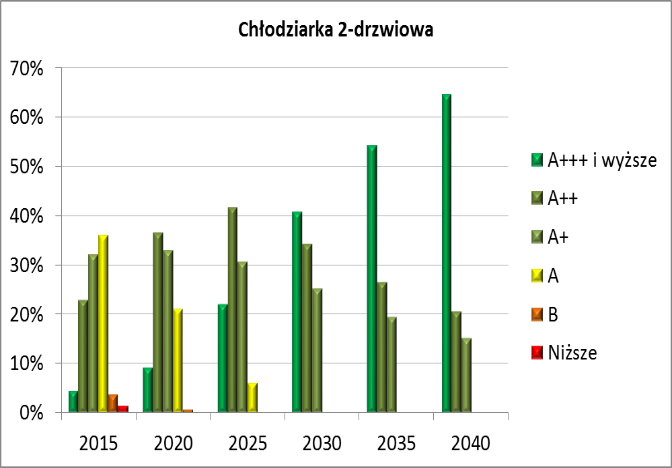 Chłodziarka 2-drzwiowa
70%
60%
50%
40%
30%
20%
10%
0%
2015 2020 2025 2030 2035 2040
A+++ i wyższe
A++
A+
A
B
Niższe